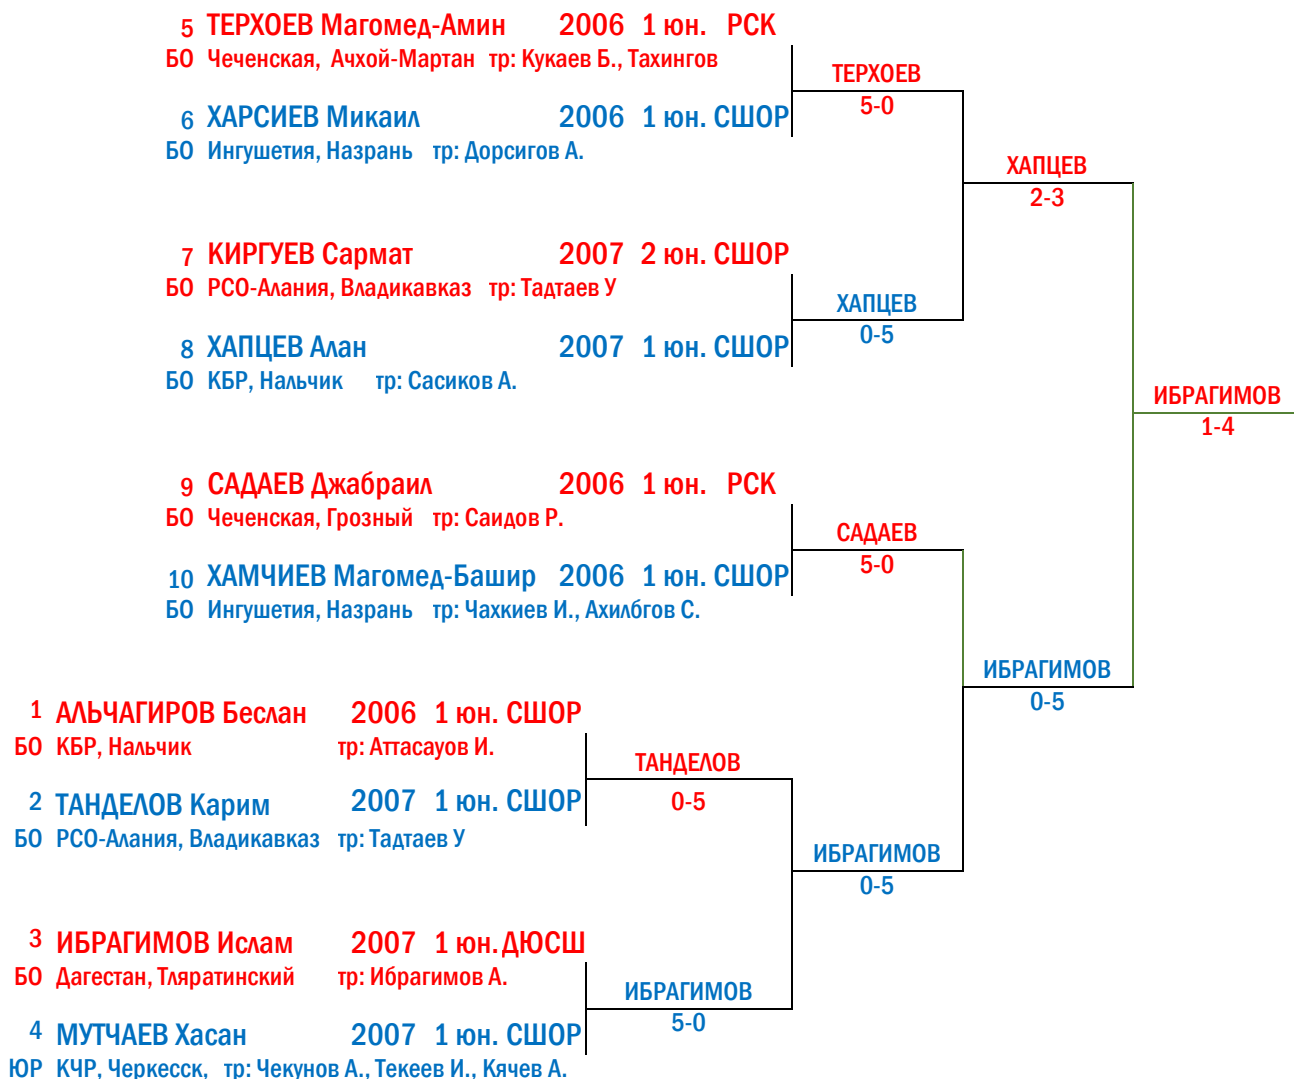 5 ТЕРХОЕВ Магомед-Амин 2006 1 юн. РСК
БО Чеченская, Ачхой-Мартан тр: Кукаев Б., Тахингов
ТЕРХОЕВ
5-0
6 ХАРСИЕВ Микаил 2006 1 юн. СШОР
БО Ингушетия, Назрань тр: Дорсигов А.
ХАПЦЕВ
2-3
7 КИРГУЕВ Сармат 2007 2 юн. СШОР
БО РСО-Алания, Владикавказ тр: Тадтаев У
ХАПЦЕВ
0-5
8 ХАПЦЕВ Алан 2007 1 юн. СШОР
БО КБР, Нальчик тр: Сасиков А.
ИБРАГИМОВ
1-4
9 САДАЕВ Джабраил 2006 1 юн. РСК
БО Чеченская, Грозный тр: Саидов Р.
САДАЕВ
5-0
10 ХАМЧИЕВ Магомед-Башир 2006 1 юн. СШОР
БО Ингушетия, Назрань тр: Чахкиев И., Ахилбгов С.
ИБРАГИМОВ
0-5
1 АЛЬЧАГИРОВ Беслан 2006 1 юн. СШОР
БО КБР, Нальчик тр: Аттасауов И.
ТАНДЕЛОВ
0-5
2 ТАНДЕЛОВ Карим 2007 1 юн. СШОР
БО РСО-Алания, Владикавказ тр: Тадтаев У
ИБРАГИМОВ
0-5
3 ИБРАГИМОВ Ислам 2007 1 юн. ДЮСШ
БО Дагестан, Тляратинский тр: Ибрагимов А.
ИБРАГИМОВ
5-0
4 МУТЧАЕВ Хасан 2007 1 юн. СШОР
ЮР КЧР, Черкесск, тр: Чекунов А., Текеев И., Кячев А.